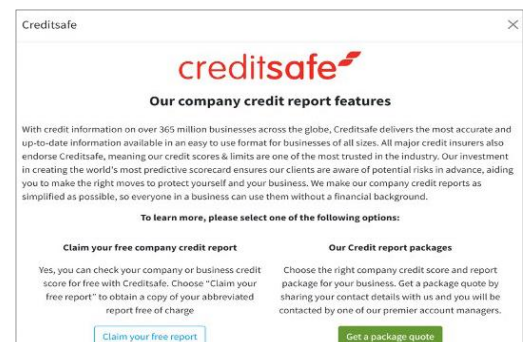 Creditsafe
creditsafe
Our company credit report features
With credit information on over 365 million businesses across the globe, Creditsafe delivers the most accurate and
up-to-date information available in an easy to use format for businesses of all sizes. All major credit insurers also
endorse Creditsafe, meaning our credit scores & limits are one of the most trusted in the industry. Our investment
in creating the world's most predictive scorecard ensures our clients are aware of potential risks in advance, aiding
you to make the right moves to protect yourself and your business. We make our company credit reports as
simplified as possible, so everyone in a business can use them without a financial background.
To learn more, please select one of the following options:
Claim your free company credit report
Yes, you can check your company or business credit
score for free with Creditsafe. Choose "Claim your
free report" to obtain a copy of your abbreviated
report free of charge
Claim your free report
Our Credit report packages
Choose the right company credit score and report
package for your business. Get a package quote by
sharing your contact details with us and you will be
contacted by one of our premier account managers.
Get a package quote